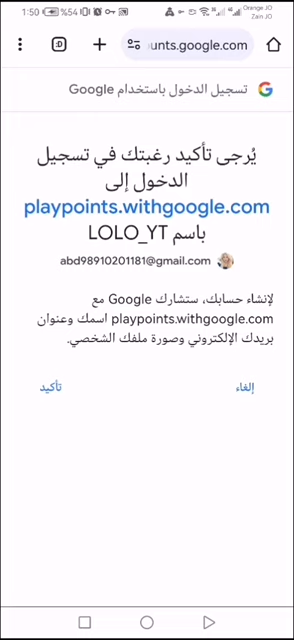 1:50 %54 Orange JO
Zain JO
:D unts.google.com
تسجيل الدخول باستخدام Google
يُرجى تأكيد رغبتك في تسجيل
الدخول إلى
playpoints.withgoogle.com
باسم LOLO_YT
abd98910201181@gmail.com
لإنشاء حسابك، ستشارك Google مع
playpoints.withgoogle.com اسمك وعنوان
بريدك الإلكتروني وصورة ملفك الشخصي.
إلغاء
تأكيد